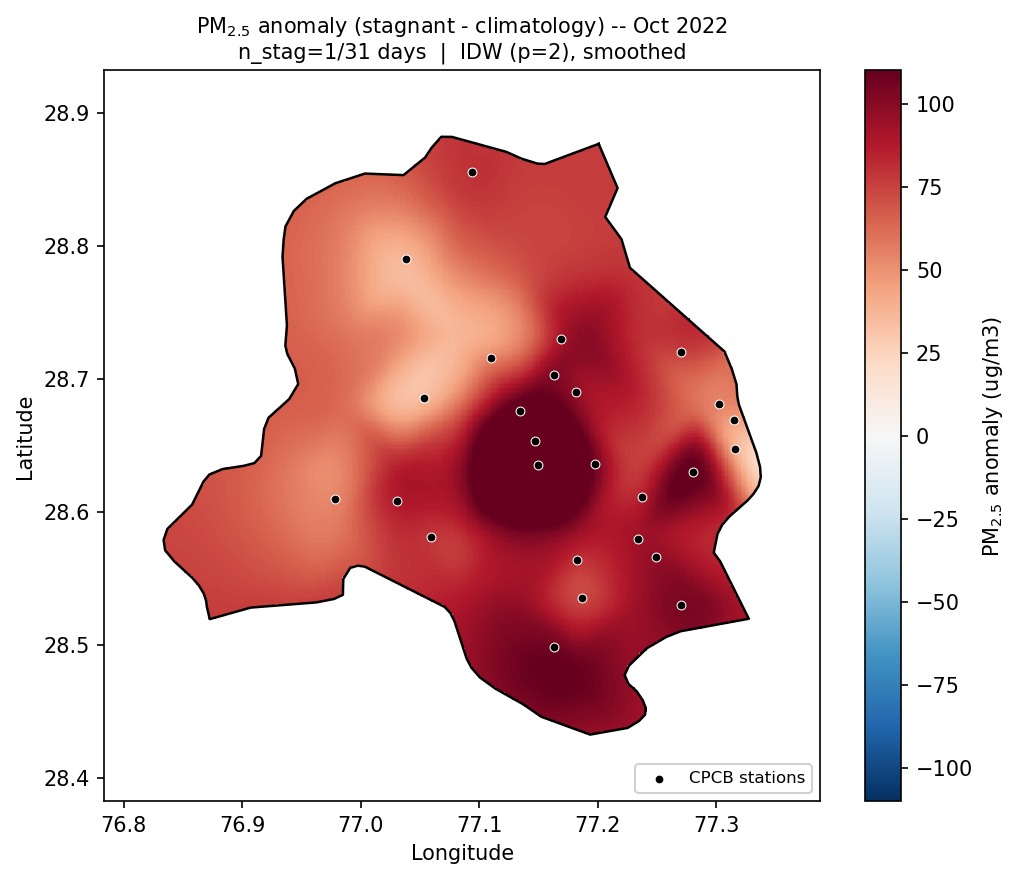 PM2.5 anomaly (stagnant - climatology) -- Oct 2022
n_stag=1/31 days | IDW (p=2), smoothed
Latitude
28.9
28.8
28.7
28.6
28.5
28.4
76.8 76.9 77.0 77.1 77.2 77.3
Longitude
CPCB stations
100
75
50
25
0
−25
−50
−75
−100
PM2.5 anomaly (ug/m3)